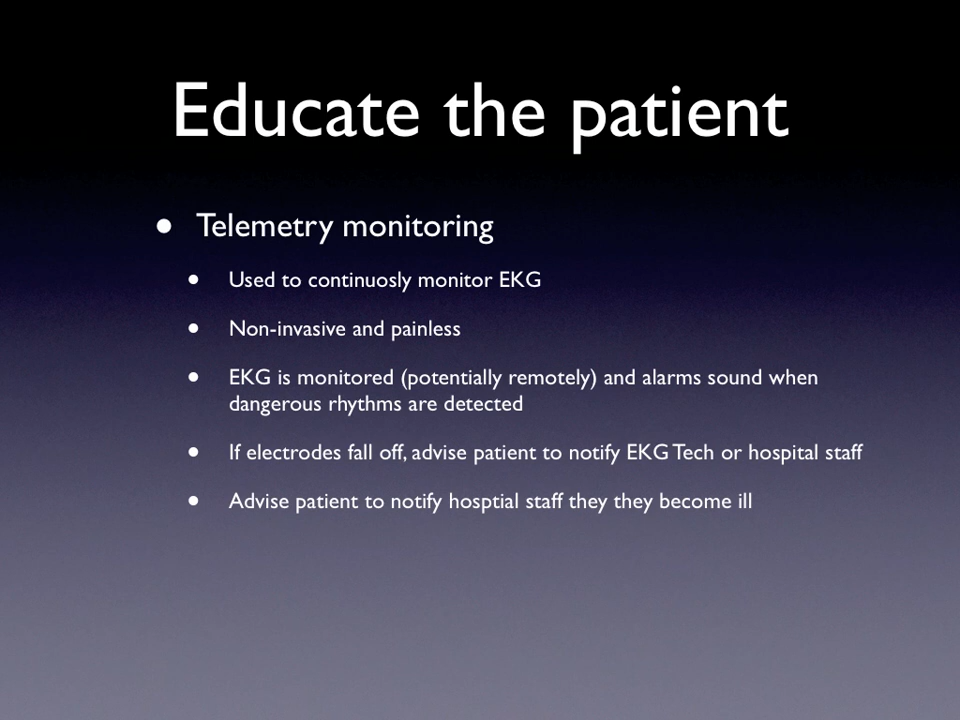 Educate the patient
• Telemetry monitoring
• Used to continuosly monitor EKG
• Non-invasive and painless
• EKG is monitored (potentially remotely) and alarms sound when
dangerous rhythms are detected
• If electrodes fall off, advise patient to notify EKG Tech or hospital staff
• Advise patient to notify hosptial staff they they become ill